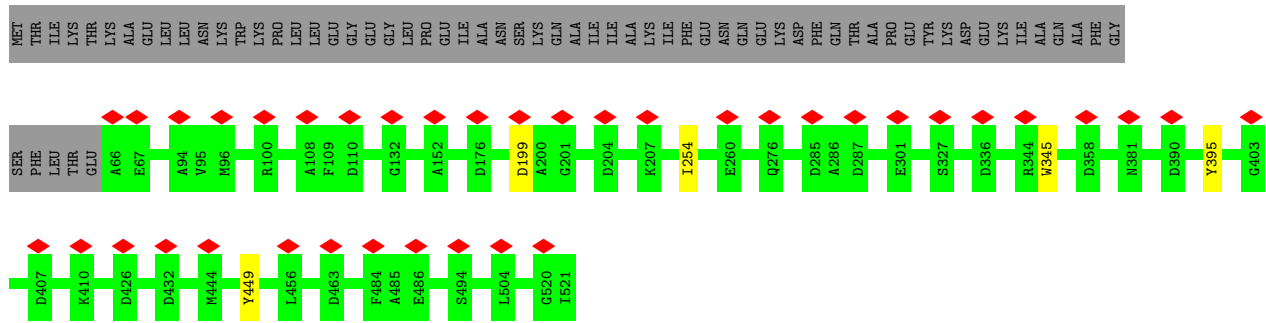 MET THR ILE LYS THR LYS ALA GLU LEU LEU ASN LYS TRP LYS PRO LEU LEU GLU GLY GLU GLY LEU PRO GLU ILE ALA ASN SER LYS GLN ALA ILE ILE ALA LYS ILE PHE GLU ASN GLN GLU LYS ASP PHE GLN THR ALA PRO GLU TYR LYS ASP GLU LYS ILE ALA GLN ALA PHE GLY
SER PHE LEU THR GLU A66 E67 A94 V95 M96 R100 A108 F109 D110 G132 A152 D176 D199 A200 G201 D204 K207 I254 E260 Q276 D285 A286 D287 E301 S327 D336 R344 W345 D358 N381 D390 Y395 G403
D407 K410 D426 D432 M444 Y449 L456 D463 F484 A485 E486 S494 L504 G520 I521